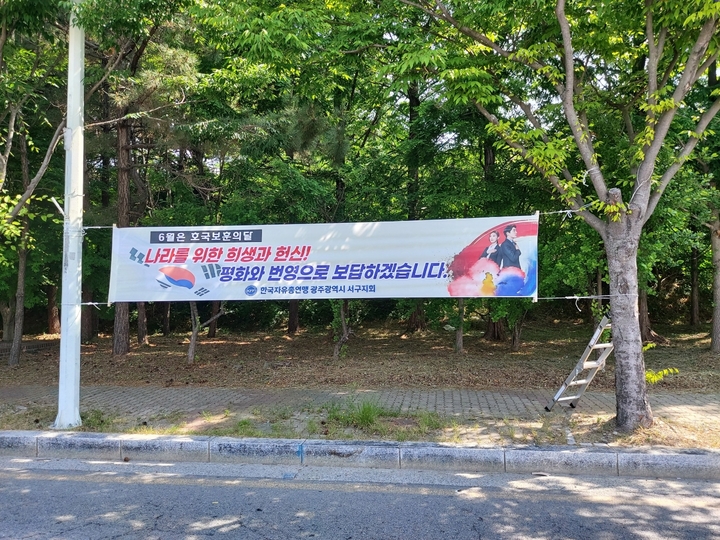 6월은 호국보훈의달
나라를 위한 희생과 헌신!
평화와 번영으로 보답하겠습니다.
한국자유총연맹 광주광역시 서구지회